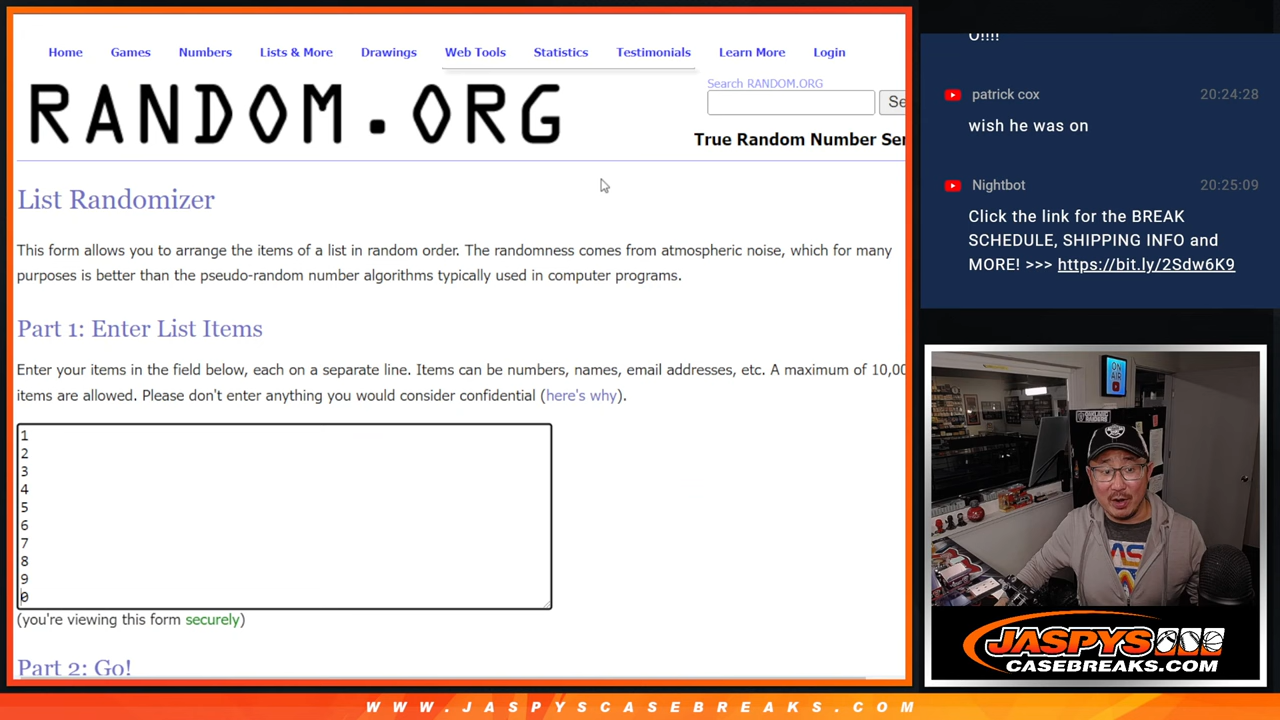 Home Games Numbers Lists & More Drawings Web Tools Statistics Testimonials Learn More Login
RANDOM.ORG
Search RANDOM.ORG
Se
True Random Number Ser
List Randomizer
This form allows you to arrange the items of a list in random order. The randomness comes from atmospheric noise, which for many
purposes is better than the pseudo-random number algorithms typically used in computer programs.
Part 1: Enter List Items
Enter your items in the field below, each on a separate line. Items can be numbers, names, email addresses, etc. A maximum of 10,00
items are allowed. Please don't enter anything you would consider confidential (here's why).
1
2
3
4
5
6
7
8
9
0
(you're viewing this form securely)
Part 2: Go!
O!!!!
patrick cox 20:24:28
wish he was on
Nightbot 20:25:09
Click the link for the BREAK
SCHEDULE, SHIPPING INFO and
MORE! >>> https://bit.ly/2Sdw6K9
ON
AIR
JASPYS
CASEBREAKS.COM
WWW.JASPYSCASEBREAKS.COM